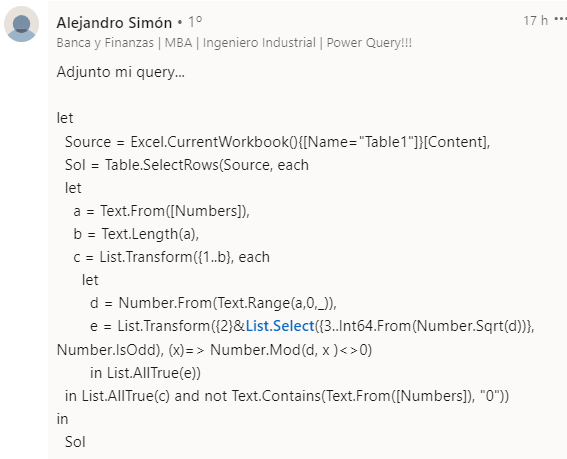 Alejandro Simón • 1º
17 h •••
Banca y Finanzas | MBA | Ingeniero Industrial | Power Query!!!
Adjunto mi query...
let
Source = Excel.CurrentWorkbook(){[Name="Table1"]}[Content],
Sol = Table.SelectRows(Source, each
let
a = Text.From([Numbers]),
b = Text.Length(a),
c = List.Transform({1..b}, each
let
d = Number.From(Text.Range(a,0,_)),
e = List.Transform({2}&List.Select({3..Int64.From(Number.Sqrt(d))},
Number.IsOdd), (x)=> Number.Mod(d, x )<>0)
in List.AllTrue(e))
in List.AllTrue(c) and not Text.Contains(Text.From([Numbers]), "0"))
in
Sol